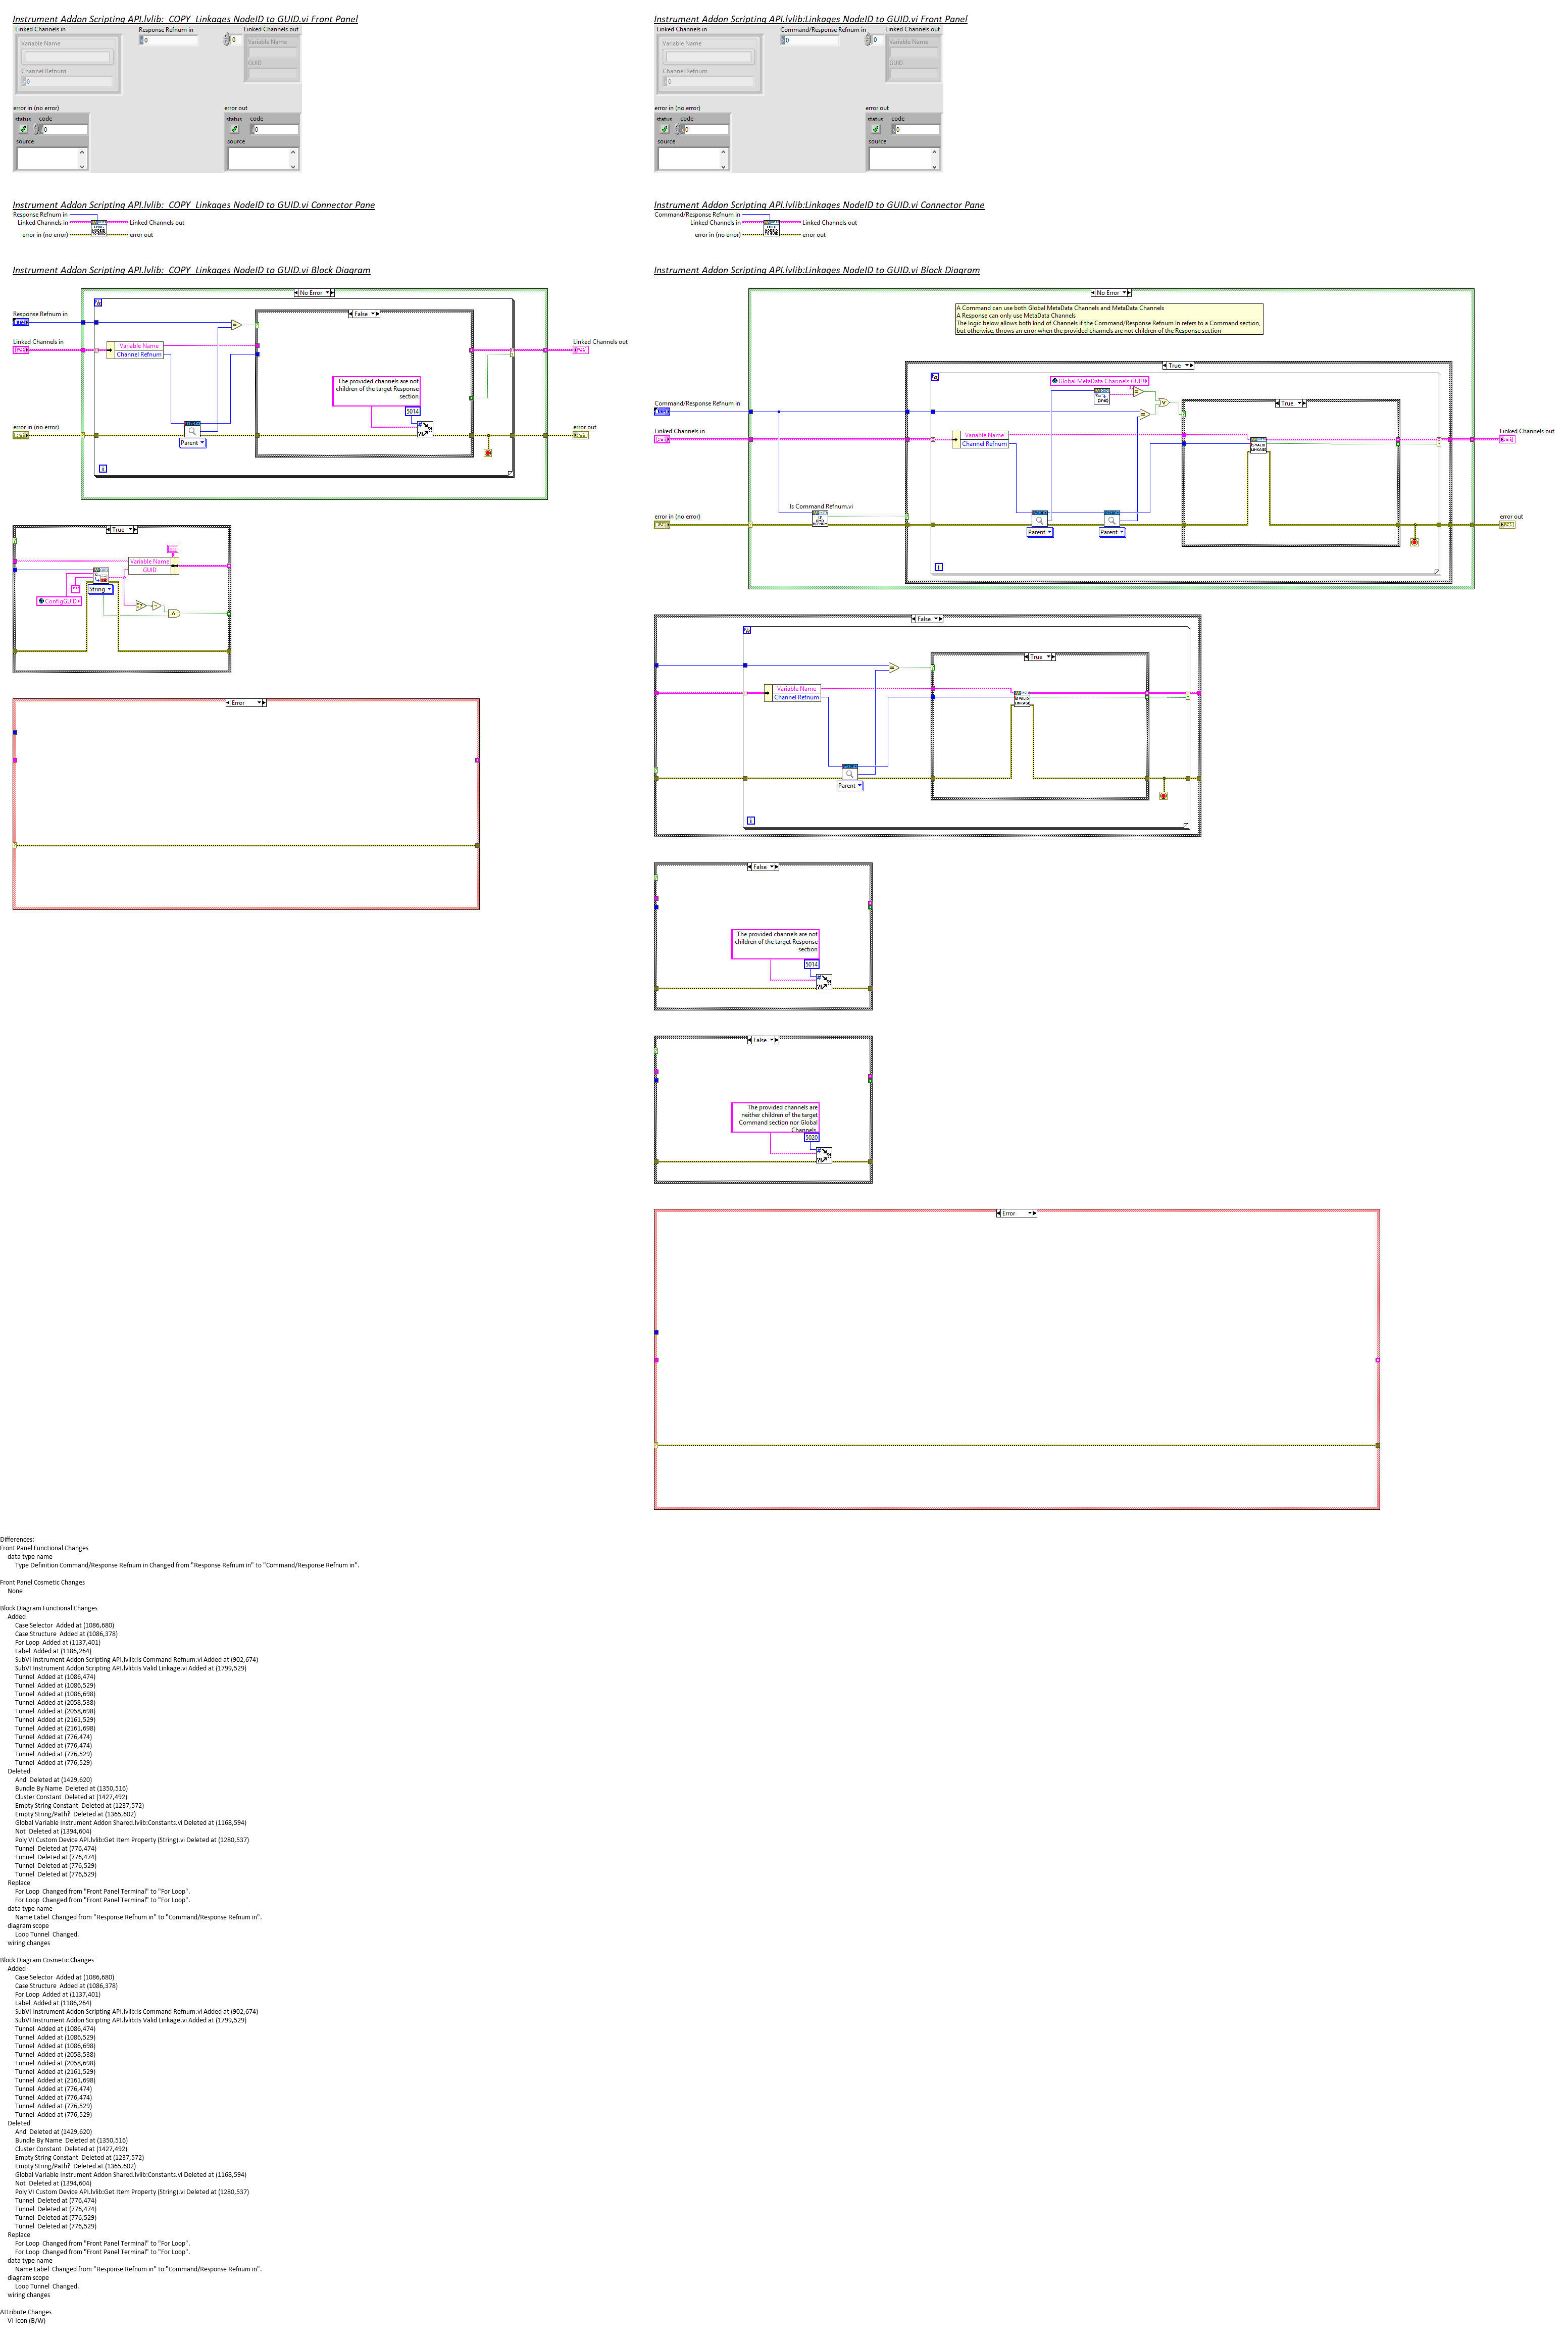 Instrument Addon Scripting API.lvlib:_COPY_Linkages NodeID to GUID.vi Front Panel
Linked Channels in
Response Refnum in
Linked Channels out
Variable Name
0
0
Variable Name
GUID
Channel Refnum
0
error in (no error)
error out
status code
0
status code
0
source
source
Instrument Addon Scripting API.lvlib:_COPY_Linkages NodeID to GUID.vi Connector Pane
Response Refnum in
Linked Channels in
Linked Channels out
error in (no error)
error out
Instrument Addon Scripting API.lvlib:_COPY_Linkages NodeID to GUID.vi Block Diagram
No Error
Response Refnum in
False
Linked Channels in
Variable Name
Channel Refnum
Linked Channels out
The provided channels are not
children of the target Response
section
5014
error in (no error)
error out
Parent
True
Variable Name
GUID
String
ConfigGUID
Error
Instrument Addon Scripting API.lvlib:Linkages NodeID to GUID.vi Front Panel
Linked Channels in
Command/Response Refnum in
Linked Channels out
Variable Name
0
0
Variable Name
GUID
Channel Refnum
0
error in (no error)
error out
status code
0
status code
0
source
source
Instrument Addon Scripting API.lvlib:Linkages NodeID to GUID.vi Connector Pane
Command/Response Refnum in
Linked Channels in
Linked Channels out
error in (no error)
error out
Instrument Addon Scripting API.lvlib:Linkages NodeID to GUID.vi Block Diagram
No Error
A Command can use both Global MetaData Channels and MetaData Channels
A Response can only use MetaData Channels
The logic below allows both kind of Channels if the Command/Response Refnum In refers to a Command section,
but otherwise, throws an error when the provided channels are not children of the Response section
True
Global MetaData Channels GUID
Command/Response Refnum in
True
Linked Channels in
Variable Name
Channel Refnum
Linked Channels out
Is Command Refnum.vi
error in (no error)
error out
Parent
Parent
False
True
Variable Name
Channel Refnum
Parent
False
The provided channels are not
children of the target Response
section
5014
False
The provided channels are
neither children of the target
Command section nor Global
Channels.
5020
Error
Differences:
Front Panel Functional Changes
data type name
Type Definition Command/Response Refnum in Changed from "Response Refnum in" to "Command/Response Refnum in".
Front Panel Cosmetic Changes
None
Block Diagram Functional Changes
Added
Case Selector Added at (1086,680)
Case Structure Added at (1086,378)
For Loop Added at (1137,401)
Label Added at (1186,264)
SubVI Instrument Addon Scripting API.lvlib:Is Command Refnum.vi Added at (902,674)
SubVI Instrument Addon Scripting API.lvlib:Is Valid Linkage.vi Added at (1799,529)
Tunnel Added at (1086,474)
Tunnel Added at (1086,529)
Tunnel Added at (1086,698)
Tunnel Added at (2058,538)
Tunnel Added at (2058,698)
Tunnel Added at (2161,529)
Tunnel Added at (2161,698)
Tunnel Added at (776,474)
Tunnel Added at (776,474)
Tunnel Added at (776,529)
Tunnel Added at (776,529)
Deleted
And Deleted at (1429,620)
Bundle By Name Deleted at (1350,516)
Cluster Constant Deleted at (1427,492)
Empty String Constant Deleted at (1237,572)
Empty String/Path? Deleted at (1365,602)
Global Variable Instrument Addon Shared.lvlib:Constants.vi Deleted at (1168,594)
Not Deleted at (1394,604)
Poly VI Custom Device API.lvlib:Get Item Property (String).vi Deleted at (1280,537)
Tunnel Deleted at (776,474)
Tunnel Deleted at (776,474)
Tunnel Deleted at (776,529)
Tunnel Deleted at (776,529)
Replace
For Loop Changed from "Front Panel Terminal" to "For Loop".
For Loop Changed from "Front Panel Terminal" to "For Loop".
data type name
Name Label Changed from "Response Refnum in" to "Command/Response Refnum in".
diagram scope
Loop Tunnel Changed.
wiring changes
Block Diagram Cosmetic Changes
Added
Case Selector Added at (1086,680)
Case Structure Added at (1086,378)
For Loop Added at (1137,401)
Label Added at (1186,264)
SubVI Instrument Addon Scripting API.lvlib:Is Command Refnum.vi Added at (902,674)
SubVI Instrument Addon Scripting API.lvlib:Is Valid Linkage.vi Added at (1799,529)
Tunnel Added at (1086,474)
Tunnel Added at (1086,529)
Tunnel Added at (1086,698)
Tunnel Added at (2058,538)
Tunnel Added at (2058,698)
Tunnel Added at (2161,529)
Tunnel Added at (2161,698)
Tunnel Added at (776,474)
Tunnel Added at (776,474)
Tunnel Added at (776,529)
Tunnel Added at (776,529)
Deleted
And Deleted at (1429,620)
Bundle By Name Deleted at (1350,516)
Cluster Constant Deleted at (1427,492)
Empty String Constant Deleted at (1237,572)
Empty String/Path? Deleted at (1365,602)
Global Variable Instrument Addon Shared.lvlib:Constants.vi Deleted at (1168,594)
Not Deleted at (1394,604)
Poly VI Custom Device API.lvlib:Get Item Property (String).vi Deleted at (1280,537)
Tunnel Deleted at (776,474)
Tunnel Deleted at (776,474)
Tunnel Deleted at (776,529)
Tunnel Deleted at (776,529)
Replace
For Loop Changed from "Front Panel Terminal" to "For Loop".
For Loop Changed from "Front Panel Terminal" to "For Loop".
data type name
Name Label Changed from "Response Refnum in" to "Command/Response Refnum in".
diagram scope
Loop Tunnel Changed.
wiring changes
Attribute Changes
VI Icon (B/W)